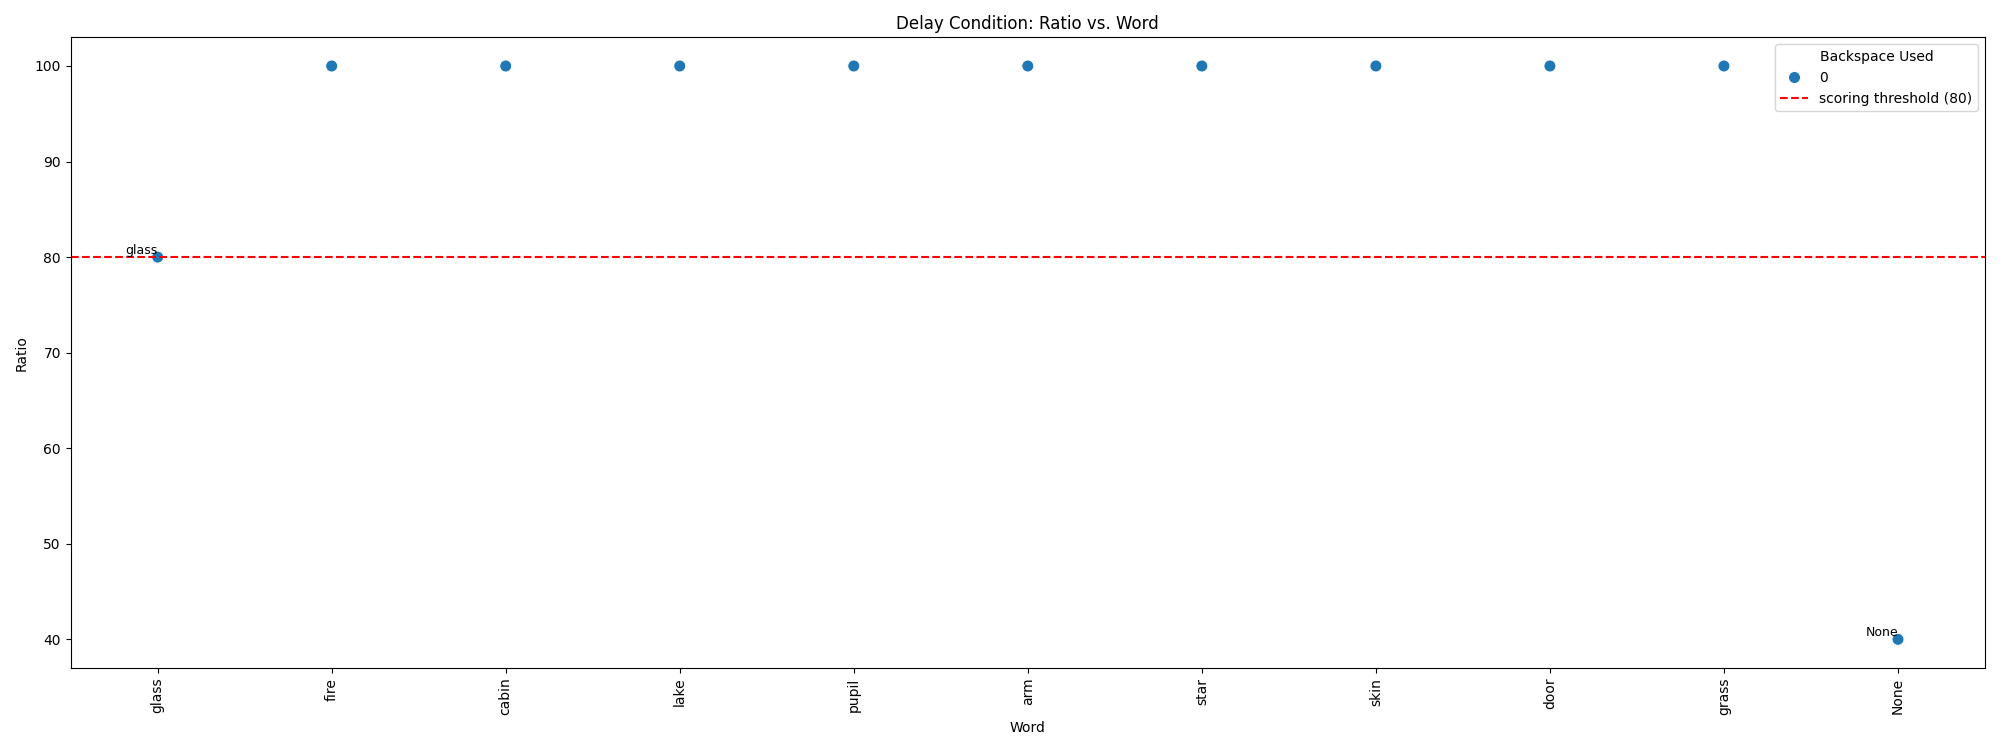 Delay Condition: Ratio vs. Word
Backspace Used
0
scoring threshold (80)
Ratio
100
90
80
70
60
50
40
glass
None
glass
fire
cabin
lake
pupil
arm
star
skin
door
grass
None
Word